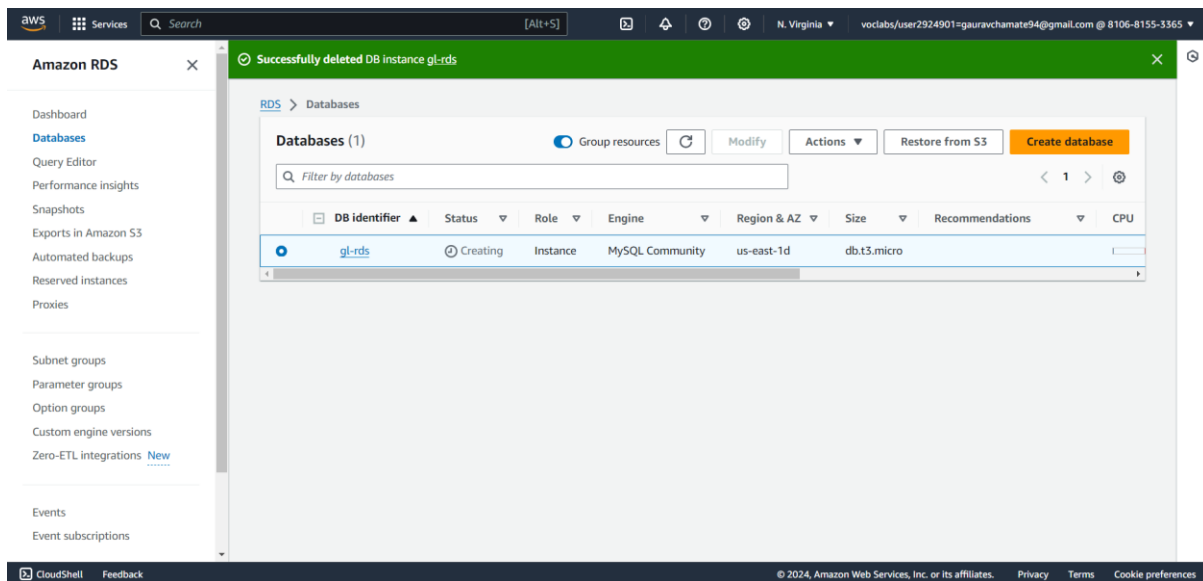 aws Services Search [Alt+S] N. Virginia ▼ voclabs/user2924901=gauravchamate94@gmail.com @ 8106-8155-3365 ▼
Amazon RDS
Successfully deleted DB instance gl-rds
Dashboard
Databases
Query Editor
Performance insights
Snapshots
Exports in Amazon S3
Automated backups
Reserved instances
Proxies
Subnet groups
Parameter groups
Option groups
Custom engine versions
Zero-ETL integrations New
Events
Event subscriptions
RDS > Databases
Databases (1) Group resources Modify Actions ▼ Restore from S3 Create database
Filter by databases < 1 >
DB identifier ▲ Status Role Engine Region & AZ Size Recommendations CPU
gl-rds Creating Instance MySQL Community us-east-1d db.t3.micro
CloudShell Feedback © 2024, Amazon Web Services, Inc. or its affiliates. Privacy Terms Cookie preferences